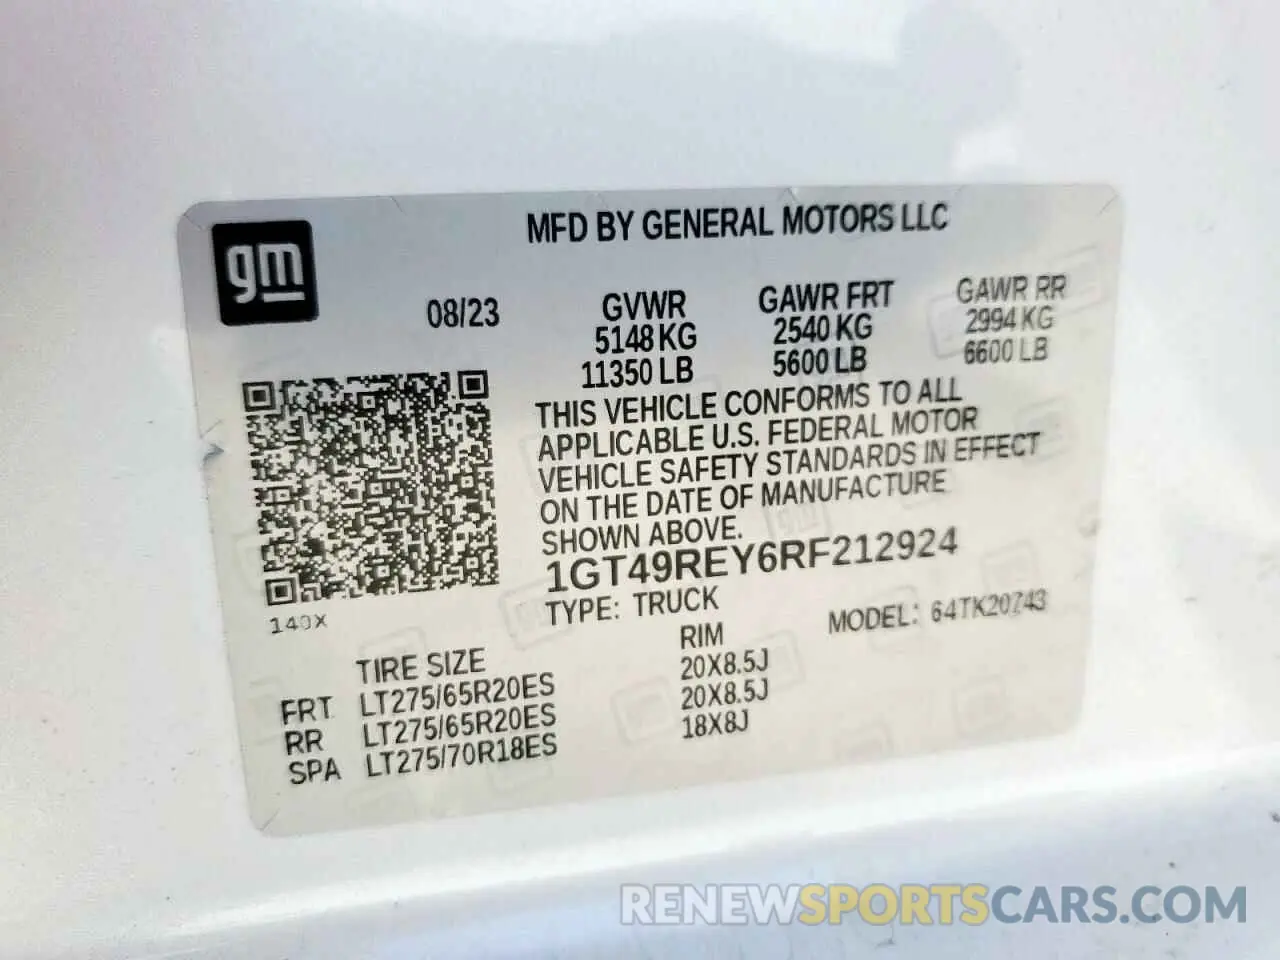 gm
MFD BY GENERAL MOTORS LLC
08/23
GVWR
5148 KG
11350 LB
GAWR FRT
2540 KG
5600 LB
GAWR RR
2994 KG
6600 LB
THIS VEHICLE CONFORMS TO ALL
APPLICABLE U.S. FEDERAL MOTOR
VEHICLE SAFETY STANDARDS IN EFFECT
ON THE DATE OF MANUFACTURE
SHOWN ABOVE.
1GT49REY6RF212924
TYPE: TRUCK
MODEL: 64TK20743
140X
TIRE SIZE
RIM
FRT LT275/65R20ES 20X8.5J
RR LT275/65R20ES 20X8.5J
SPA LT275/70R18ES 18X8J
RENEWSPORTSCARS.COM